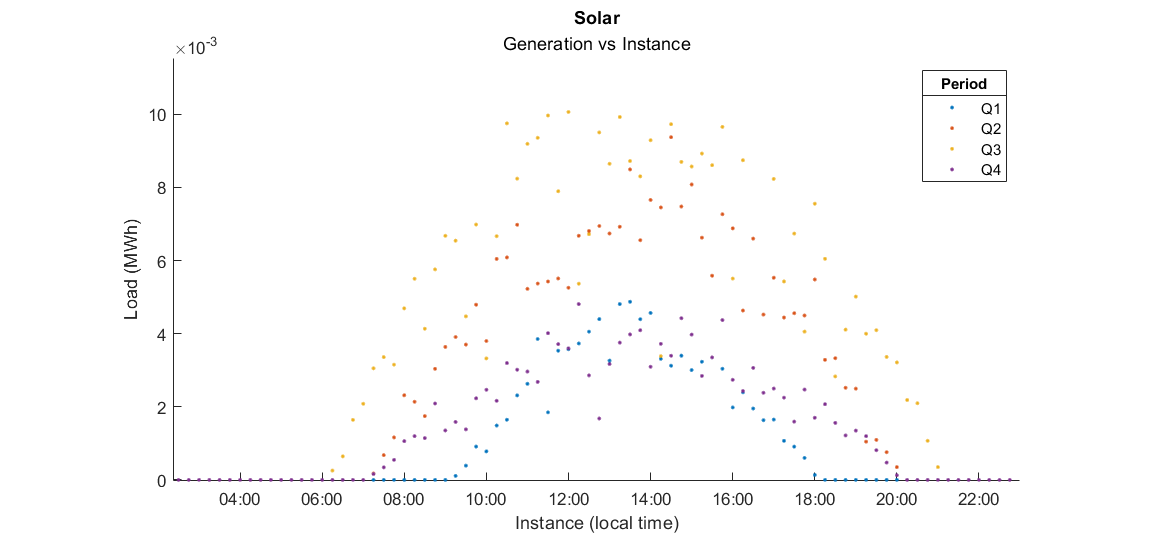 Solar
Generation vs Instance
×10-3
Period
Q1
Q2
Q3
Q4
10
8
6
4
2
0
Load (MWh)
04:00 06:00 08:00 10:00 12:00 14:00 16:00 18:00 20:00 22:00
Instance (local time)